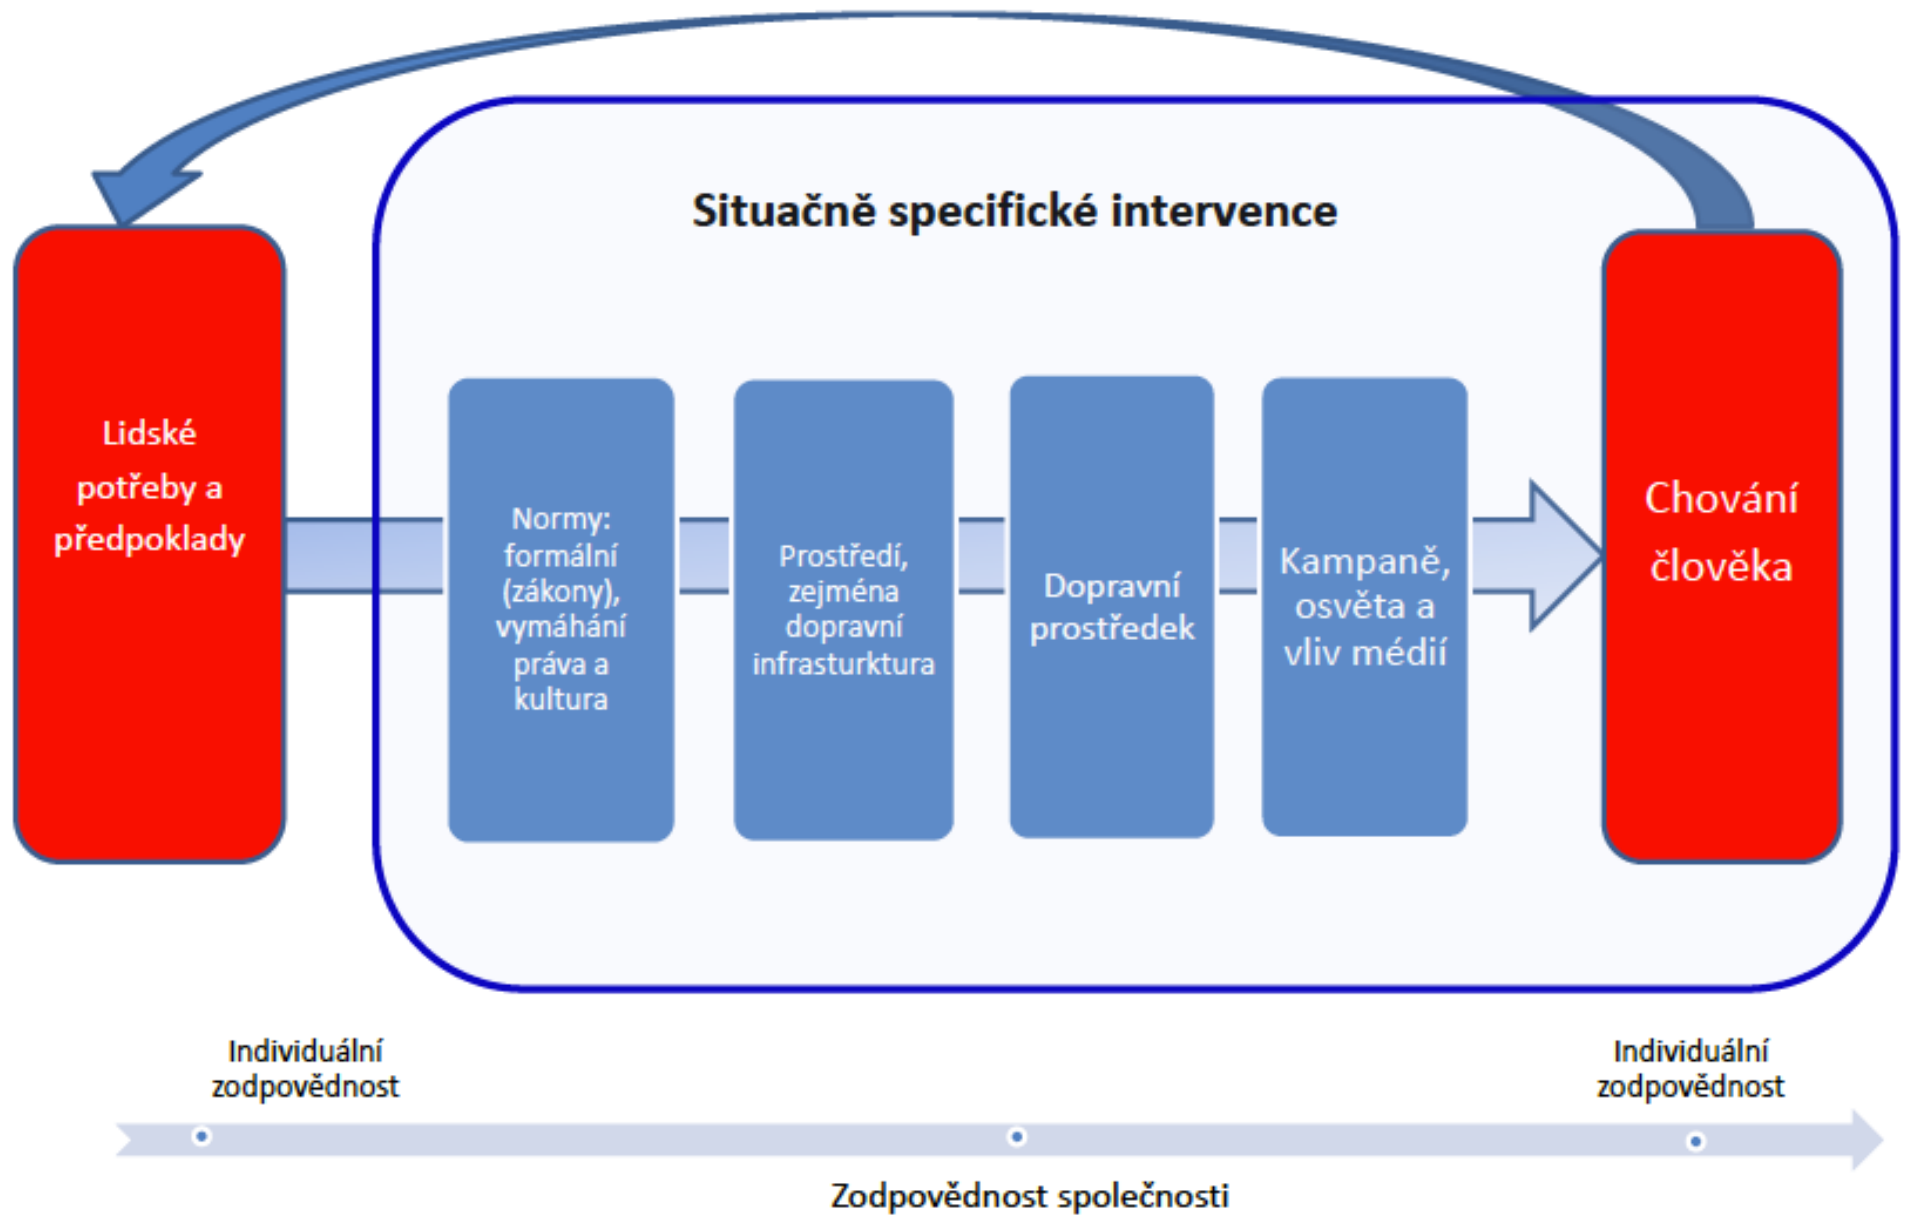 Situačně specifické intervence
Lidské
potřeby a
předpoklady
Normy:
formální
(zákony),
vymáhání
práva a
kultura
Prostředí,
zejména
dopravní
infrasturktura
Dopravní
prostředek
Kampaně,
osvěta a
vliv médií
Chování
člověka
Individuální
zodpovědnost
Individuální
zodpovědnost
Zodpovědnost společnosti